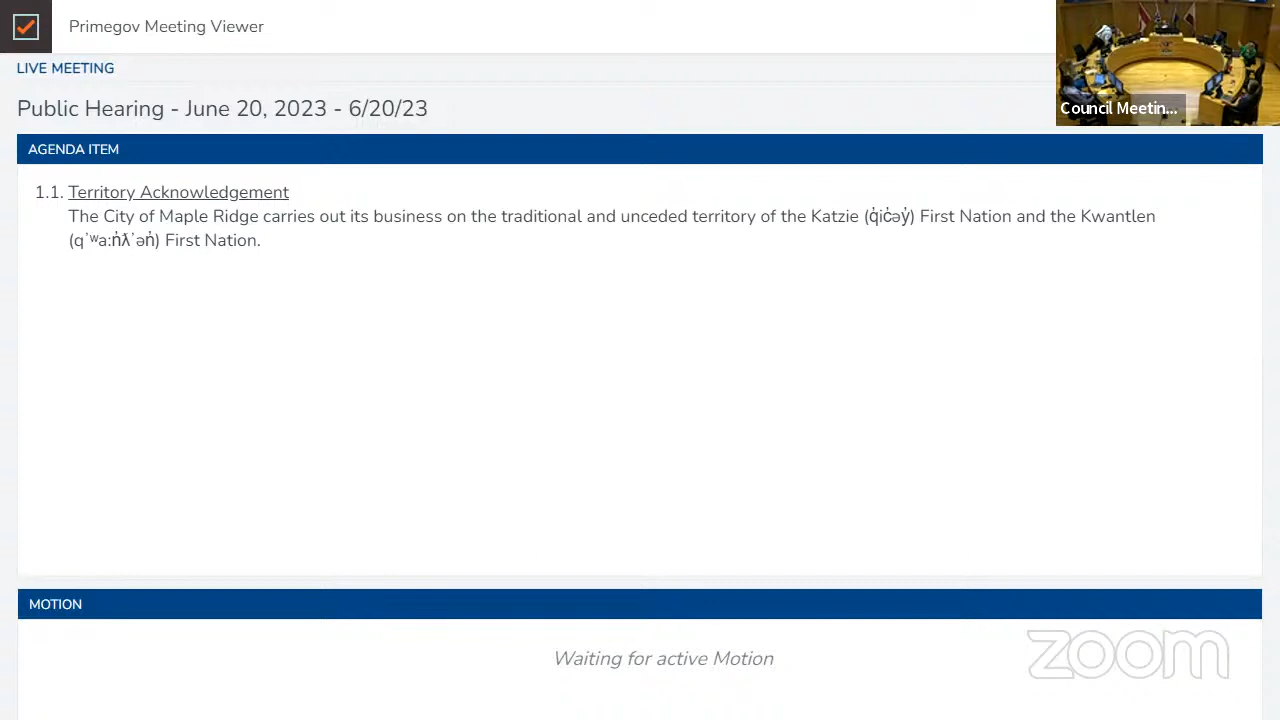 Primegov Meeting Viewer
LIVE MEETING
Public Hearing - June 20, 2023 - 6/20/23
Council Meetin...
AGENDA ITEM
1.1. Territory Acknowledgement
The City of Maple Ridge carries out its business on the traditional and unceded territory of the Katzie (q̓ic̓əy̓) First Nation and the Kwantlen
(qʼʷa:n̓ƛʼən̓) First Nation.
MOTION
Waiting for active Motion
zoom